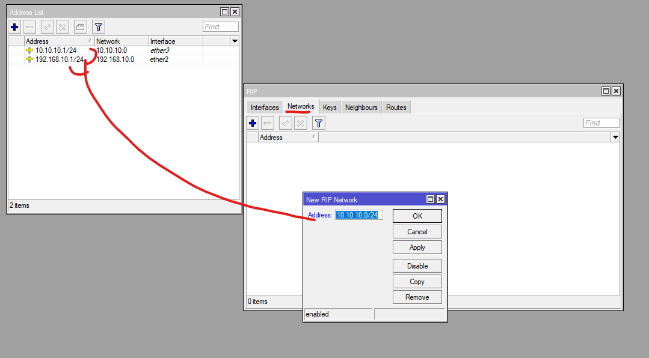 Address List
Find
Address Network Interface
10.10.10.1/24 10.10.10.0 ether3
192.168.10.1/24 192.168.10.0 ether2
2 items
RIP
Interfaces Networks Keys Neighbours Routes
Find
Address
New RIP Network
Address: 10.10.10.0/24
OK
Cancel
Apply
Disable
Copy
Remove
enabled
0 items